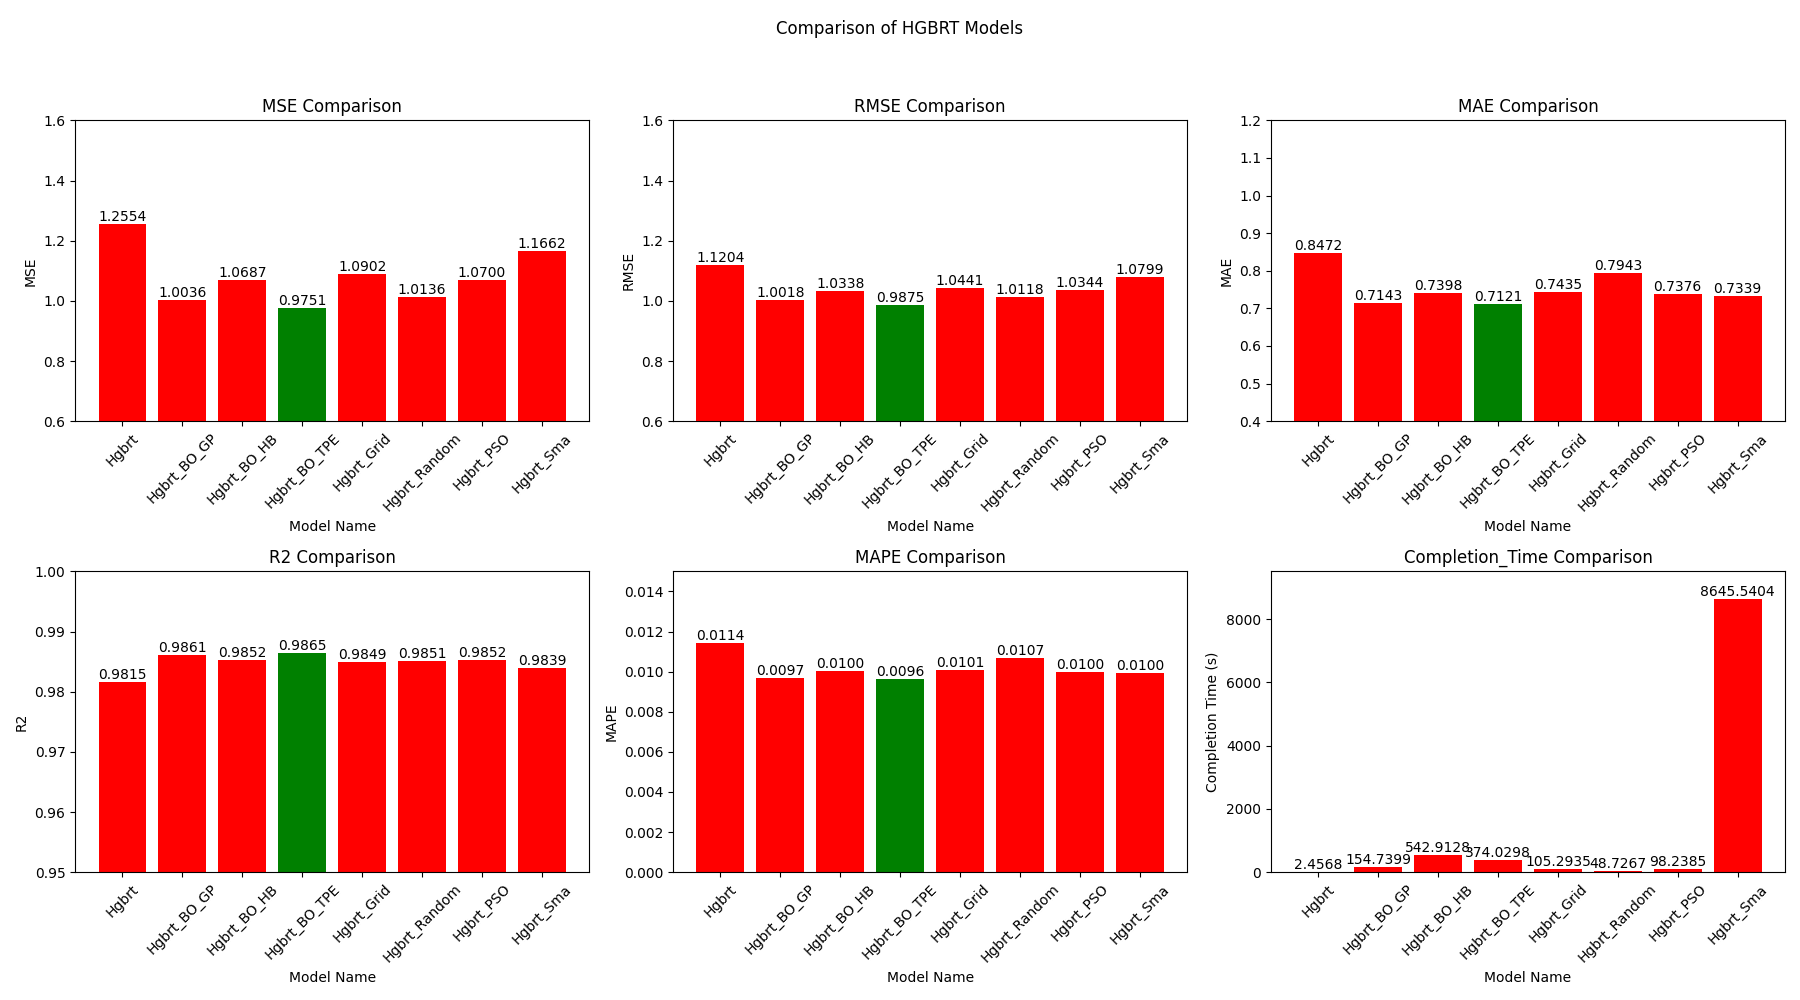 Comparison of HGBRT Models
MSE Comparison
1.6
1.4
1.2
1.0
0.8
0.6
MSE
1.2554
1.0036
1.0687
0.9751
1.0902
1.0136
1.0700
1.1662
Hgbrt
Hgbrt_BO_GP
Hgbrt_BO_HB
Hgbrt_BO_TPE
Hgbrt_Grid
Hgbrt_Random
Hgbrt_PSO
Hgbrt_Sma
Model Name
RMSE Comparison
1.6
1.4
1.2
1.0
0.8
0.6
RMSE
1.1204
1.0018
1.0338
0.9875
1.0441
1.0118
1.0344
1.0799
Hgbrt
Hgbrt_BO_GP
Hgbrt_BO_HB
Hgbrt_BO_TPE
Hgbrt_Grid
Hgbrt_Random
Hgbrt_PSO
Hgbrt_Sma
Model Name
MAE Comparison
1.2
1.1
1.0
0.9
0.8
0.7
0.6
0.5
0.4
MAE
0.8472
0.7143
0.7398
0.7121
0.7435
0.7943
0.7376
0.7339
Hgbrt
Hgbrt_BO_GP
Hgbrt_BO_HB
Hgbrt_BO_TPE
Hgbrt_Grid
Hgbrt_Random
Hgbrt_PSO
Hgbrt_Sma
Model Name
R2 Comparison
1.00
0.99
0.98
0.97
0.96
0.95
R2
0.9815
0.9861
0.9852
0.9865
0.9849
0.9851
0.9852
0.9839
Hgbrt
Hgbrt_BO_GP
Hgbrt_BO_HB
Hgbrt_BO_TPE
Hgbrt_Grid
Hgbrt_Random
Hgbrt_PSO
Hgbrt_Sma
Model Name
MAPE Comparison
0.014
0.012
0.010
0.008
0.006
0.004
0.002
0.000
MAPE
0.0114
0.0097
0.0100
0.0096
0.0101
0.0107
0.0100
0.0100
Hgbrt
Hgbrt_BO_GP
Hgbrt_BO_HB
Hgbrt_BO_TPE
Hgbrt_Grid
Hgbrt_Random
Hgbrt_PSO
Hgbrt_Sma
Model Name
Completion_Time Comparison
8000
6000
4000
2000
0
Completion Time (s)
2.4568
154.7399
542.9128
374.0298
105.2935
48.7267
98.2385
8645.5404
Hgbrt
Hgbrt_BO_GP
Hgbrt_BO_HB
Hgbrt_BO_TPE
Hgbrt_Grid
Hgbrt_Random
Hgbrt_PSO
Hgbrt_Sma
Model Name